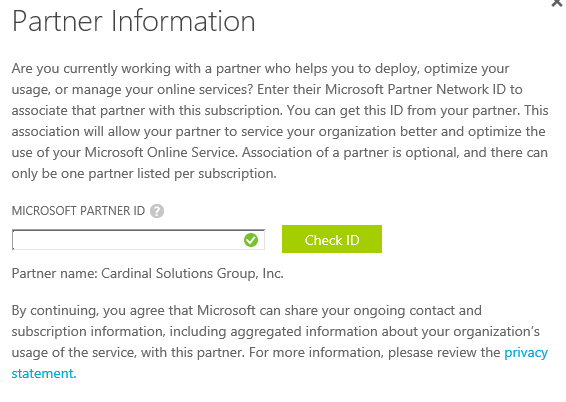 Partner Information
Are you currently working with a partner who helps you to deploy, optimize your
usage, or manage your online services? Enter their Microsoft Partner Network ID to
associate that partner with this subscription. You can get this ID from your partner. This
association will allow your partner to service your organization better and optimize the
use of your Microsoft Online Service. Association of a partner is optional, and there can
only be one partner listed per subscription.
MICROSOFT PARTNER ID ?
Check ID
Partner name: Cardinal Solutions Group, Inc.
By continuing, you agree that Microsoft can share your ongoing contact and
subscription information, including aggregated information about your organization's
usage of the service, with this partner. For more information, plesase review the privacy
statement.